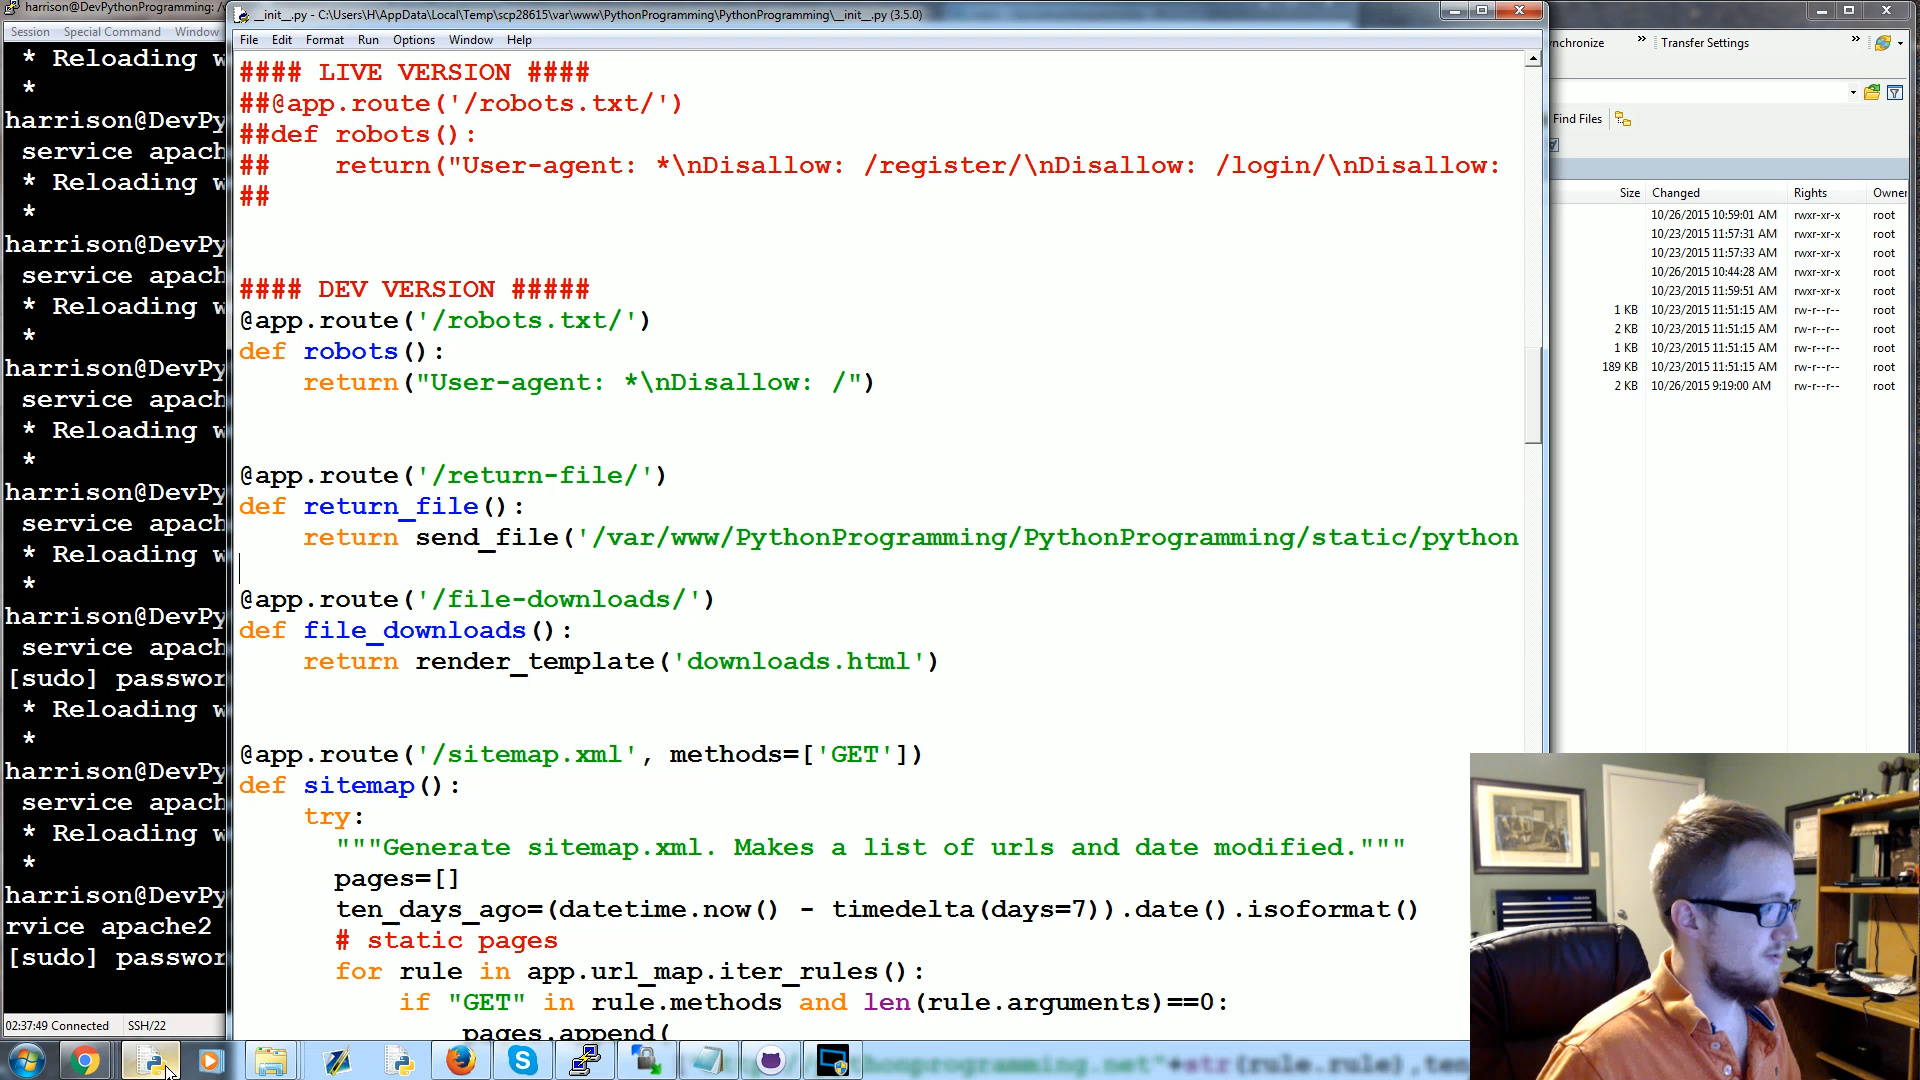 harrison@DevPythonProgramming: /
Session Special Command Window
* Reloading w
*
harrison@DevPy
service apach
* Reloading w
*
harrison@DevPy
service apach
* Reloading w
*
harrison@DevPy
service apach
* Reloading w
*
harrison@DevPy
service apach
* Reloading w
*
harrison@DevPy
service apach
[sudo] passwor
* Reloading w
*
harrison@DevPy
service apach
* Reloading w
*
harrison@DevPy
rvice apache2
[sudo] passwor
02:37:49 Connected SSH/22
__init__.py - C:\Users\H\AppData\Local\Temp\scp28615\var\www\PythonProgramming\PythonProgramming\__init__.py (3.5.0)
File Edit Format Run Options Window Help
#### LIVE VERSION ####
##@app.route('/robots.txt/')
##def robots():
##    return("User-agent: *\nDisallow: /register/\nDisallow: /login/\nDisallow:
##
#### DEV VERSION #####
@app.route('/robots.txt/')
def robots():
    return("User-agent: *\nDisallow: /")
@app.route('/return-file/')
def return_file():
    return send_file('/var/www/PythonProgramming/PythonProgramming/static/python
@app.route('/file-downloads/')
def file_downloads():
    return render_template('downloads.html')
@app.route('/sitemap.xml', methods=['GET'])
def sitemap():
    try:
      """Generate sitemap.xml. Makes a list of urls and date modified."""
      pages=[]
      ten_days_ago=(datetime.now() - timedelta(days=7)).date().isoformat()
      # static pages
      for rule in app.url_map.iter_rules():
          if "GET" in rule.methods and len(rule.arguments)==0:
              pages.append(
nchronize » Transfer Settings »
Find Files
Size Changed Rights Owner
10/26/2015 10:59:01 AM rwxr-xr-x root
10/23/2015 11:57:31 AM rwxr-xr-x root
10/23/2015 11:57:33 AM rwxr-xr-x root
10/26/2015 10:44:28 AM rwxr-xr-x root
10/23/2015 11:59:51 AM rwxr-xr-x root
1 KB 10/23/2015 11:51:15 AM rw-r--r-- root
2 KB 10/23/2015 11:51:15 AM rw-r--r-- root
1 KB 10/23/2015 11:51:15 AM rw-r--r-- root
189 KB 10/23/2015 11:51:15 AM rw-r--r-- root
2 KB 10/26/2015 9:19:00 AM rw-r--r-- root
onprogramming.net"+str(rule.rule),ten